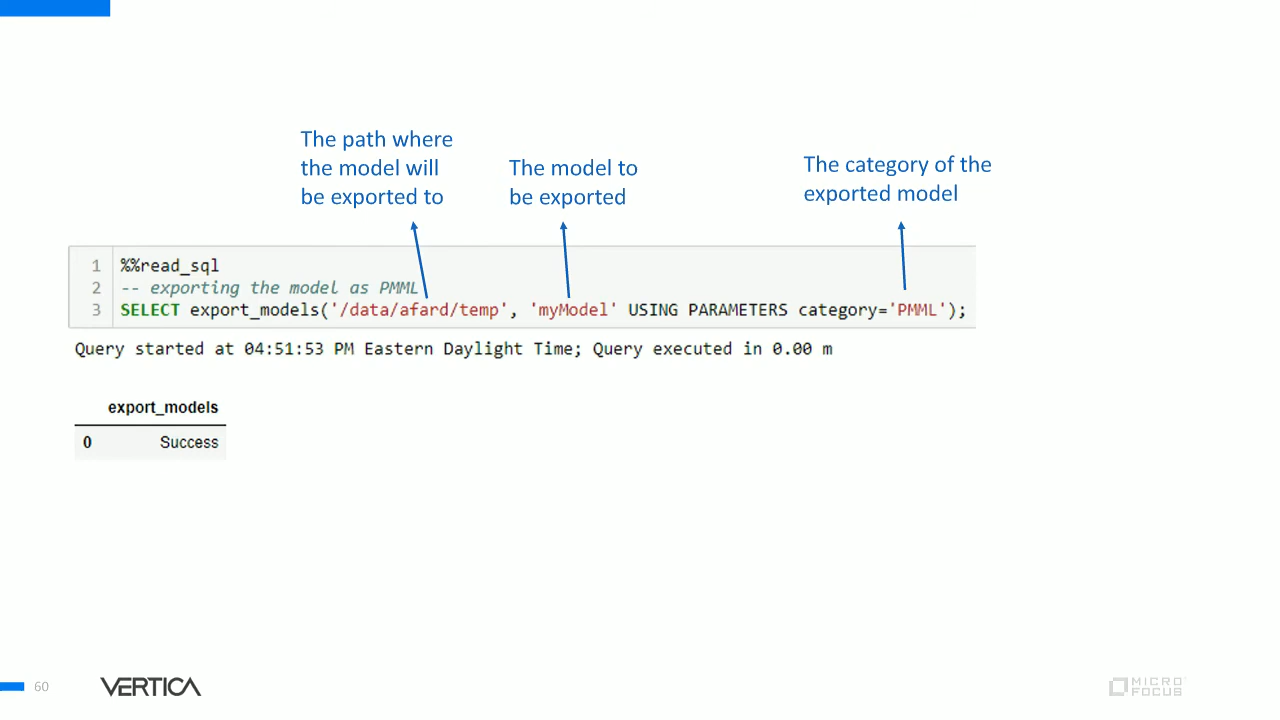 The path where
the model will
be exported to
The model to
be exported
The category of the
exported model
1 %%read_sql
2 -- exporting the model as PMML
3 SELECT export_models('/data/afard/temp', 'myModel' USING PARAMETERS category='PMML');
Query started at 04:51:53 PM Eastern Daylight Time; Query executed in 0.00 m
export_models
0 Success
60
VERTICA
MICRO
FOCUS